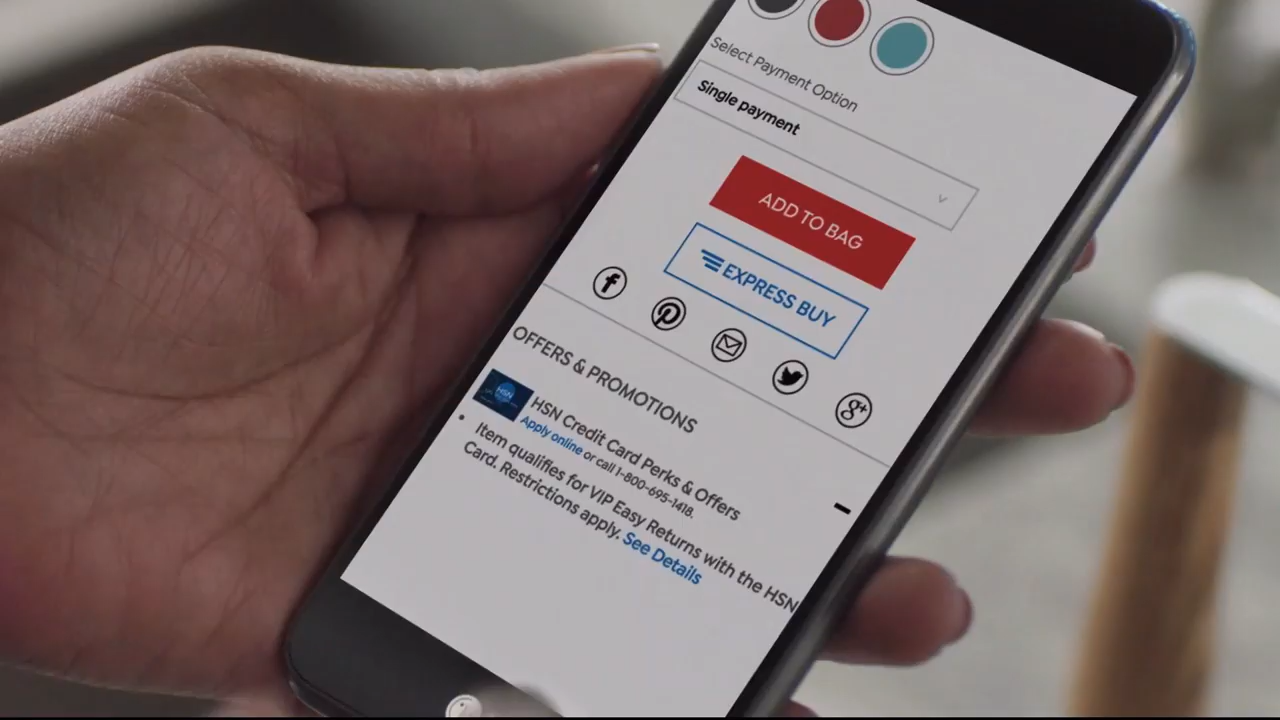 Select Payment Option
Single payment
ADD TO BAG
EXPRESS BUY
OFFERS & PROMOTIONS
HSN
HSN Credit Card Perks & Offers
Apply online or call 1-800-695-1418.
• Item qualifies for VIP Easy Returns with the HSN
Card. Restrictions apply. See Details